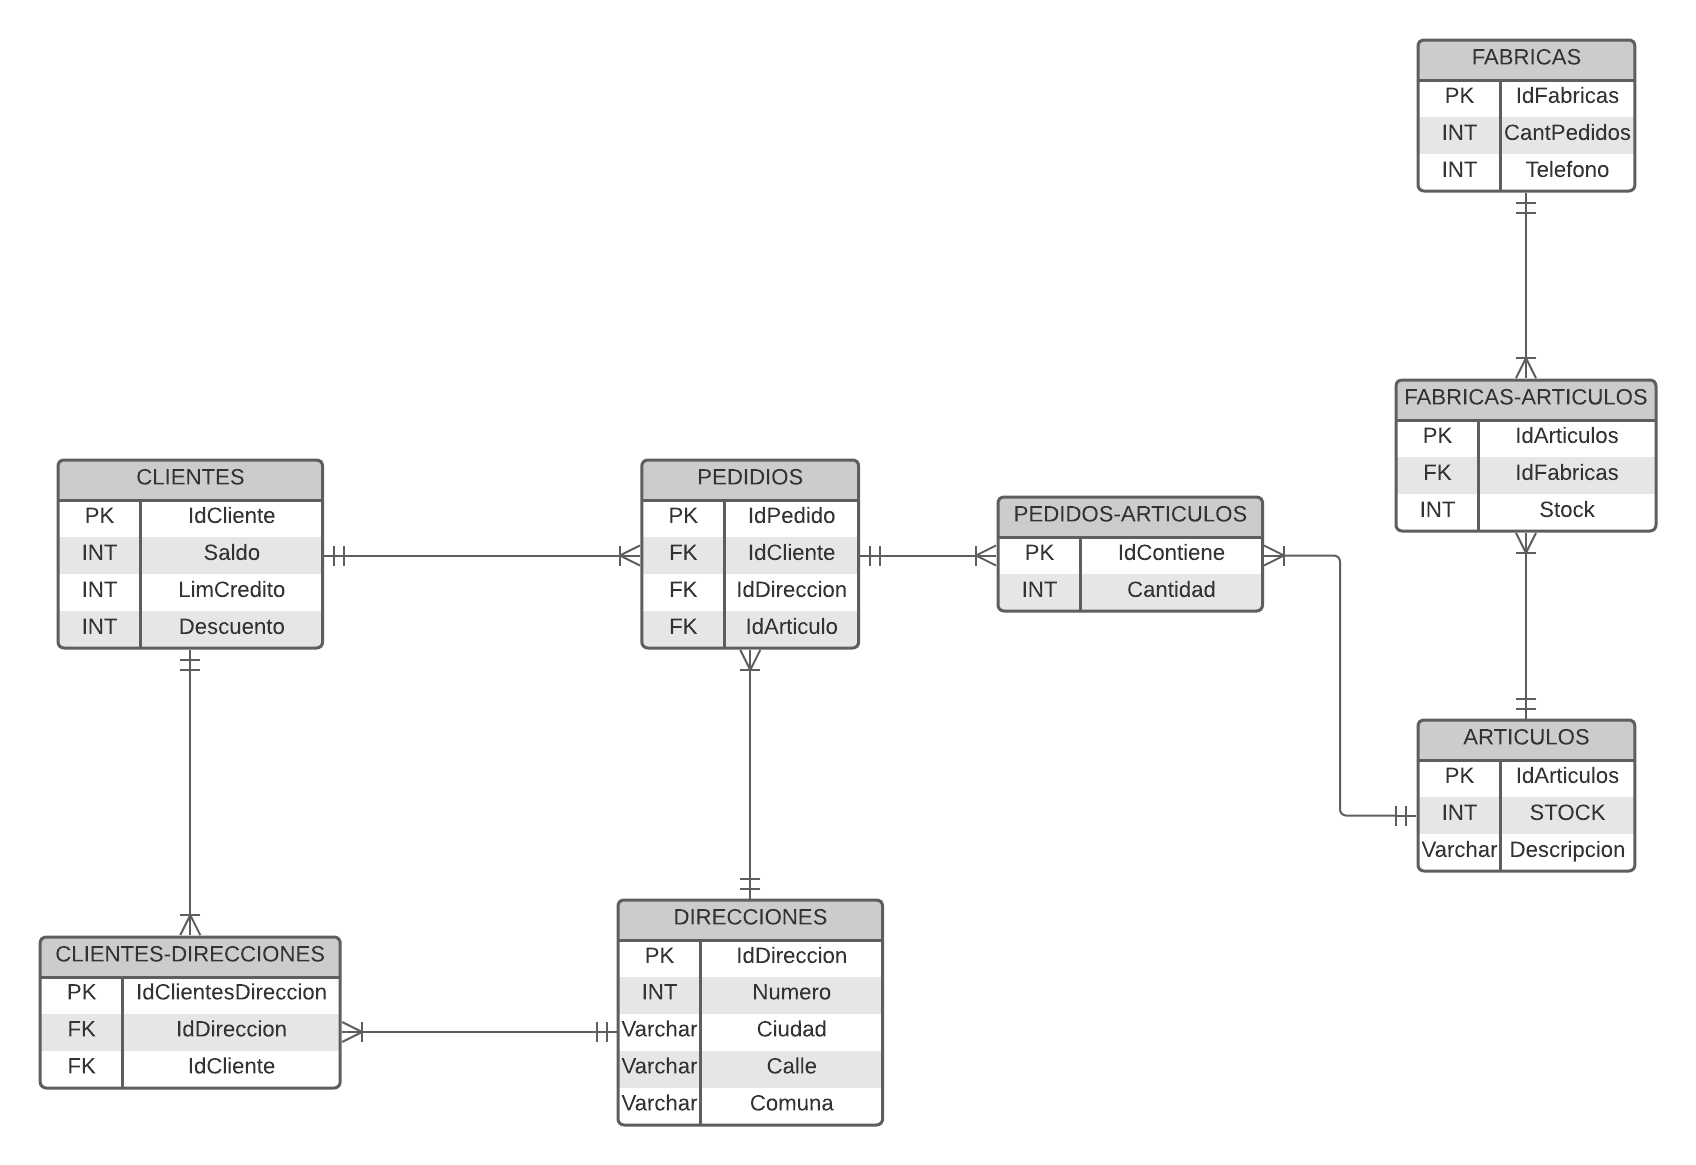 FABRICAS
PK IdFabricas
INT CantPedidos
INT Telefono
FABRICAS-ARTICULOS
PK IdArticulos
FK IdFabricas
INT Stock
CLIENTES
PK IdCliente
INT Saldo
INT LimCredito
INT Descuento
PEDIDIOS
PK IdPedido
FK IdCliente
FK IdDireccion
FK IdArticulo
PEDIDOS-ARTICULOS
PK IdContiene
INT Cantidad
ARTICULOS
PK IdArticulos
INT STOCK
Varchar Descripcion
CLIENTES-DIRECCIONES
PK IdClientesDireccion
FK IdDireccion
FK IdCliente
DIRECCIONES
PK IdDireccion
INT Numero
Varchar Ciudad
Varchar Calle
Varchar Comuna